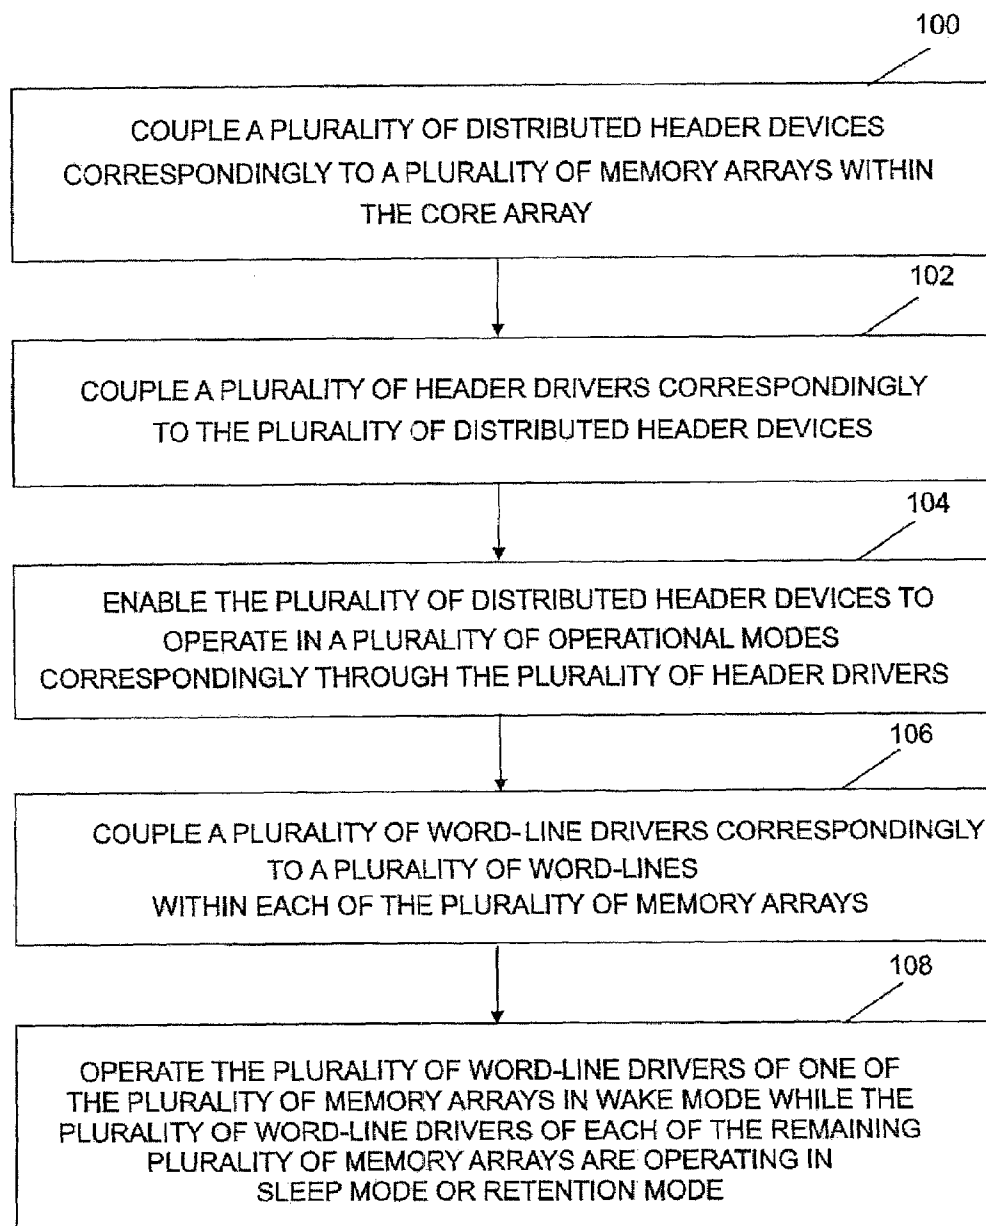 100
COUPLE A PLURALITY OF DISTRIBUTED HEADER DEVICES
CORRESPONDINGLY TO A PLURALITY OF MEMORY ARRAYS WITHIN
THE CORE ARRAY
102
COUPLE A PLURALITY OF HEADER DRIVERS CORRESPONDINGLY
TO THE PLURALITY OF DISTRIBUTED HEADER DEVICES
104
ENABLE THE PLURALITY OF DISTRIBUTED HEADER DEVICES TO
OPERATE IN A PLURALITY OF OPERATIONAL MODES
CORRESPONDINGLY THROUGH THE PLURALITY OF HEADER DRIVERS
106
COUPLE A PLURALITY OF WORD-LINE DRIVERS CORRESPONDINGLY
TO A PLURALITY OF WORD-LINES
WITHIN EACH OF THE PLURALITY OF MEMORY ARRAYS
108
OPERATE THE PLURALITY OF WORD-LINE DRIVERS OF ONE OF
THE PLURALITY OF MEMORY ARRAYS IN WAKE MODE WHILE THE
PLURALITY OF WORD-LINE DRIVERS OF EACH OF THE REMAINING
PLURALITY OF MEMORY ARRAYS ARE OPERATING IN
SLEEP MODE OR RETENTION MODE